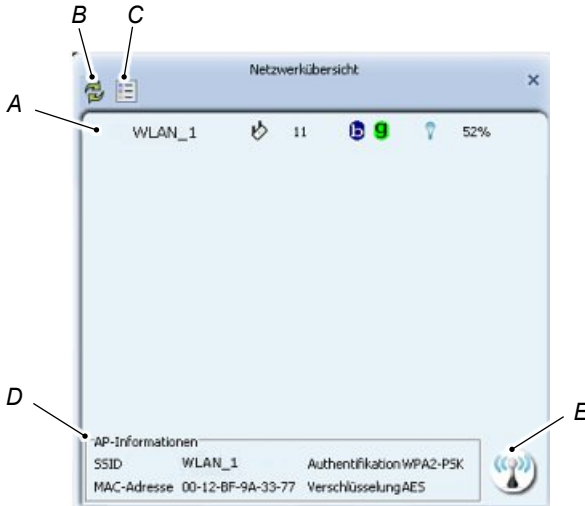 B C
Netzwerkübersicht
A
WLAN_1 11 b g 52%
D
E
AP-Informationen
SSID WLAN_1 Authentifikation WPA2-PSK
MAC-Adresse 00-12-BF-9A-33-77 Verschlüsselung AES